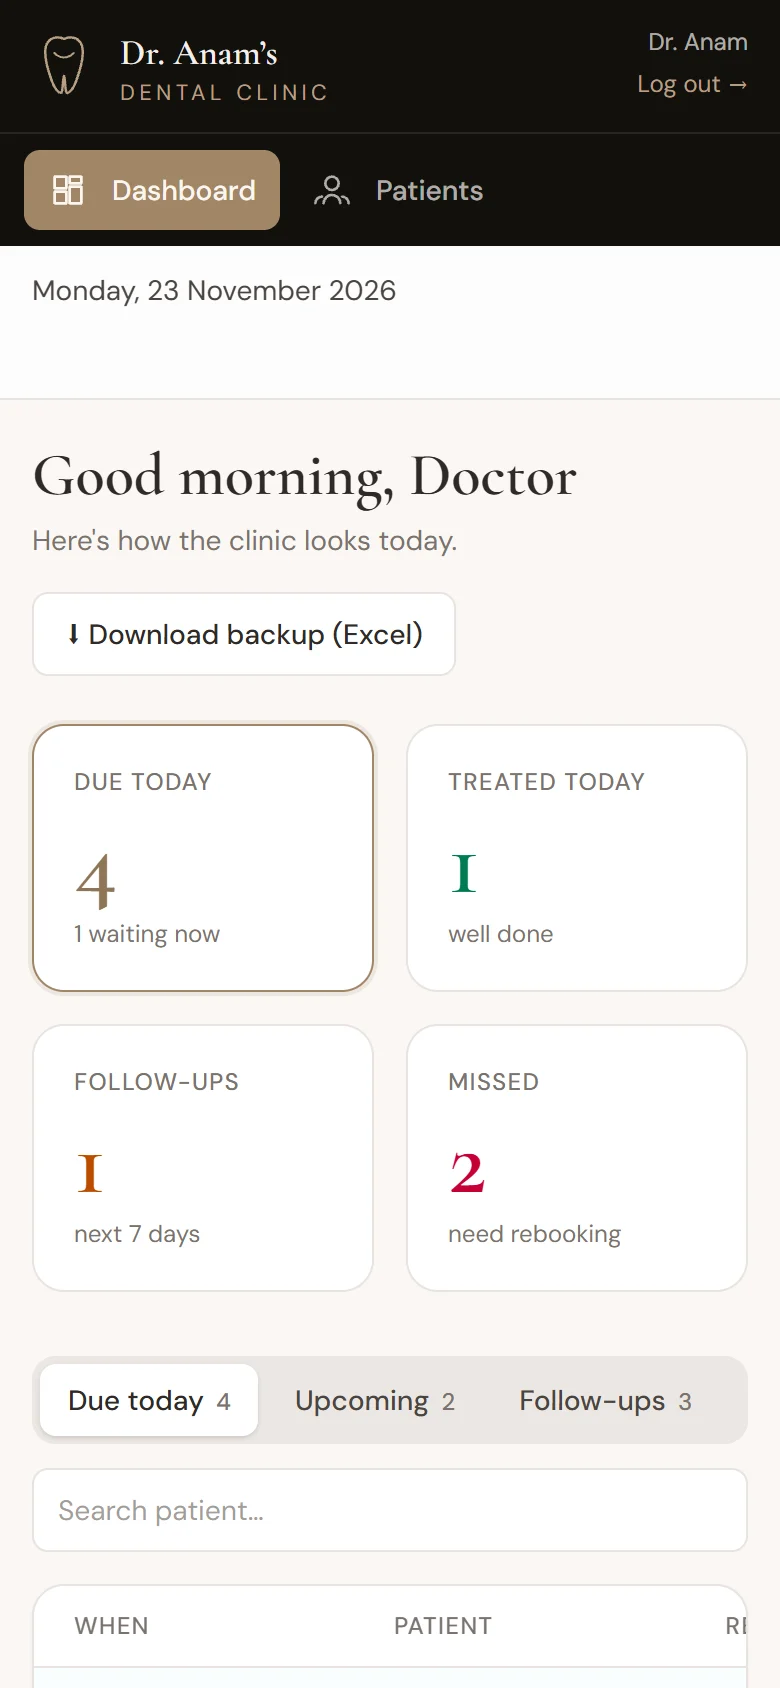 Dr. Anam’s
DENTAL CLINIC
Dr. Anam
Log out →
Dashboard
Patients
Monday, 23 November 2026
Good morning, Doctor
Here's how the clinic looks today.
⬇ Download backup (Excel)
DUE TODAY
4
1 waiting now
TREATED TODAY
1
well done
FOLLOW-UPS
1
next 7 days
MISSED
2
need rebooking
Due today 4
Upcoming 2
Follow-ups 3
Search patient…
WHEN PATIENT